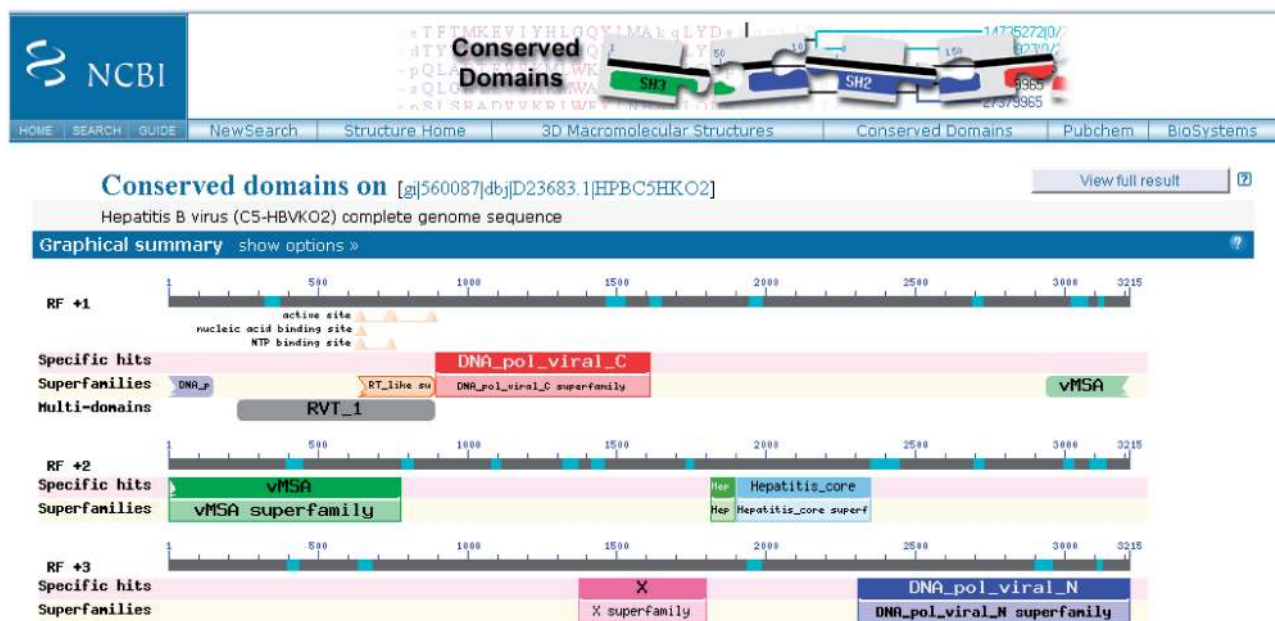 Conserved
Domains
NCBI
SH3
SH2
HOME SEARCH GUIDE NewSearch Structure Home 3D Macromolecular Structures Conserved Domains Pubchem BioSystems
Conserved domains on [gi|560087|dbj|D23683.1|HPBC5HKO2]
View full result ?
Hepatitis B virus (C5-HBVKO2) complete genome sequence
Graphical summary show options » ?
1 500 1000 1500 2000 2500 3000 3215
RF +1
active site
nucleic acid binding site
NTP binding site
Specific hits DNA_pol_viral_C
Superfamilies DNA_p RT_like su DNA_pol_viral_C superfamily vMSA
Multi-domains RVT_1
1 500 1000 1500 2000 2500 3000 3215
RF +2
Specific hits vMSA Hep Hepatitis_core
Superfamilies vMSA superfamily Hep Hepatitis_core superf
1 500 1000 1500 2000 2500 3000 3215
RF +3
Specific hits X DNA_pol_viral_N
Superfamilies X superfamily DNA_pol_viral_N superfamily